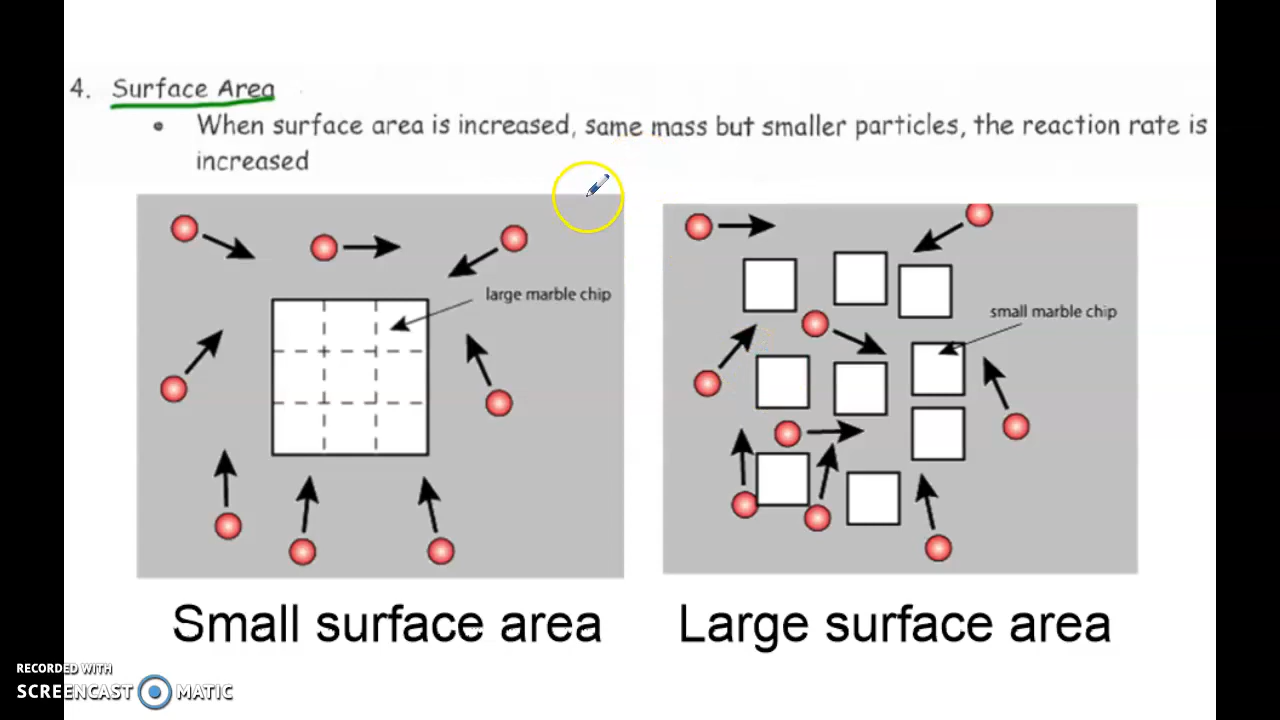 4. Surface Area
• When surface area is increased, same mass but smaller particles, the reaction rate is
increased
large marble chip
small marble chip
Small surface area
Large surface area
RECORDED WITH
SCREENCAST MATIC